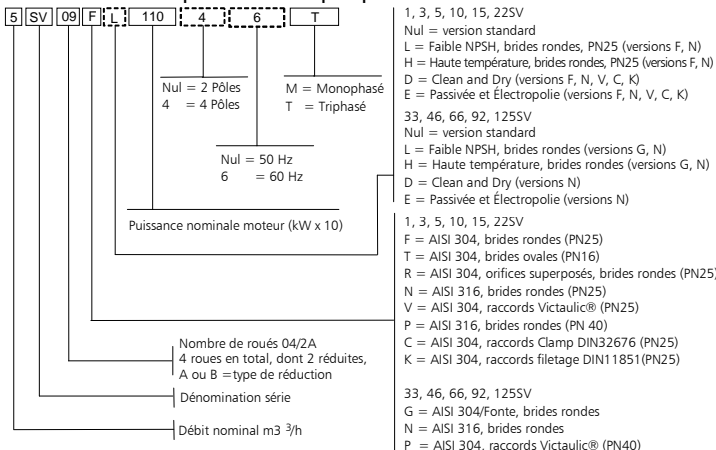 5 SV 09 F L 110 4 6 T
Nul = 2 Pôles
4 = 4 Pôles
M = Monophasé
T = Triphasé
Nul = 50 Hz
6 = 60 Hz
Puissance nominale moteur (kW x 10)
Nombre de roués 04/2A
4 roues en total, dont 2 réduites,
A ou B =type de réduction
Dénomination série
Débit nominal m3 ³/h
1, 3, 5, 10, 15, 22SV
Nul = version standard
L = Faible NPSH, brides rondes, PN25 (versions F, N)
H = Haute température, brides rondes, PN25 (versions F, N)
D = Clean and Dry (versions F, N, V, C, K)
E = Passivée et Électropolie (versions F, N, V, C, K)
33, 46, 66, 92, 125SV
Nul = version standard
L = Faible NPSH, brides rondes (versions G, N)
H = Haute température, brides rondes (versions G, N)
D = Clean and Dry (versions N)
E = Passivée et Électropolie (versions N)
1, 3, 5, 10, 15, 22SV
F = AISI 304, brides rondes (PN25)
T = AISI 304, brides ovales (PN16)
R = AISI 304, orifices superposés, brides rondes (PN25)
N = AISI 316, brides rondes (PN25)
V = AISI 304, raccords Victaulic® (PN25)
P = AISI 316, brides rondes (PN 40)
C = AISI 304, raccords Clamp DIN32676 (PN25)
K = AISI 304, raccords filetage DIN11851(PN25)
33, 46, 66, 92, 125SV
G = AISI 304/Fonte, brides rondes
N = AISI 316, brides rondes
P = AISI 304, raccords Victaulic® (PN40)